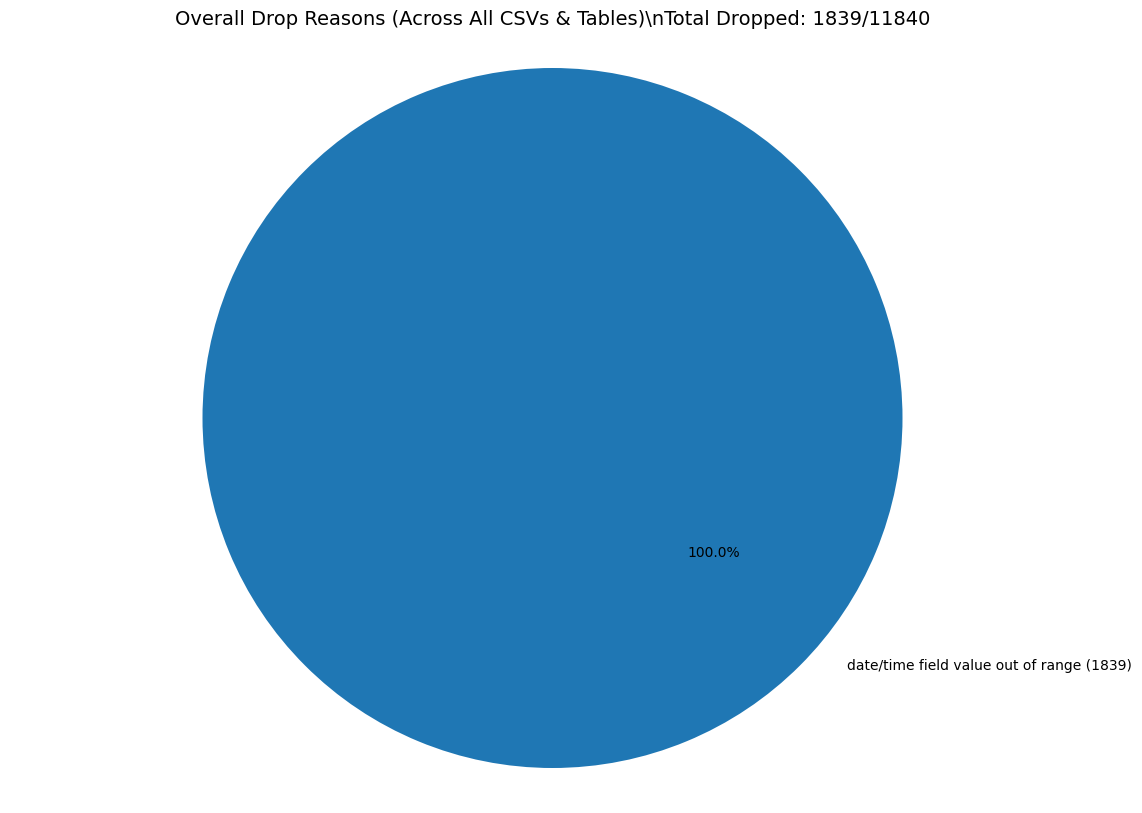 Overall Drop Reasons (Across All CSVs & Tables)\nTotal Dropped: 1839/11840
100.0%
date/time field value out of range (1839)